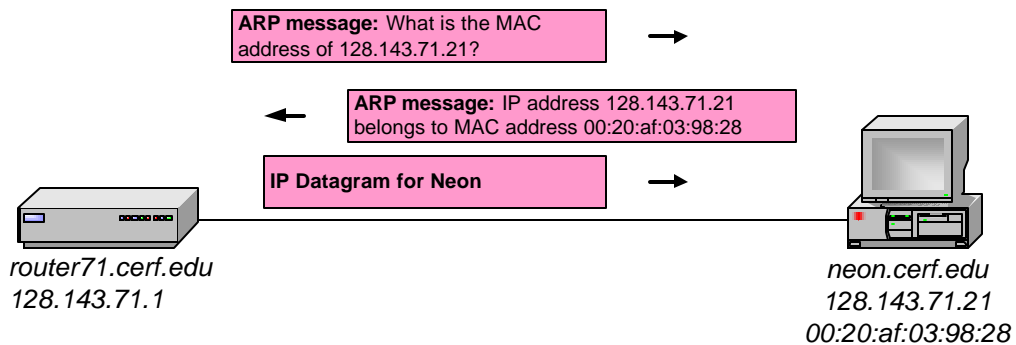 ARP message: What is the MAC
address of 128.143.71.21?
ARP message: IP address 128.143.71.21
belongs to MAC address 00:20:af:03:98:28
IP Datagram for Neon
router71.cerf.edu
128.143.71.1
neon.cerf.edu
128.143.71.21
00:20:af:03:98:28